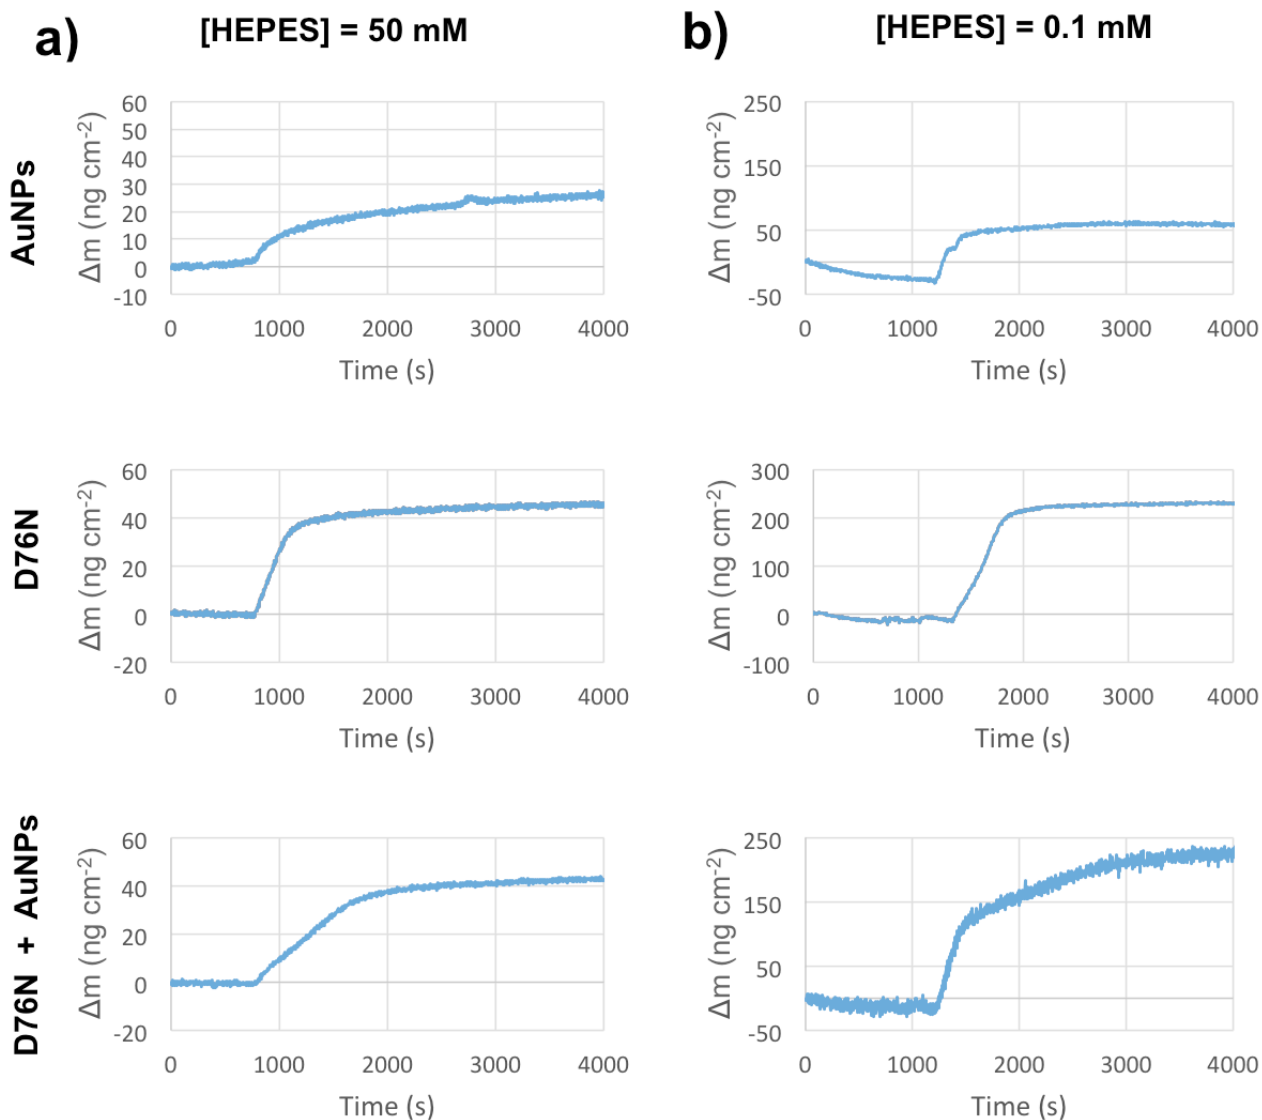 a)
[HEPES] = 50 mM
b)
[HEPES] = 0.1 mM
AuNPs
Δm (ng cm-2)
60
50
40
30
20
10
0
-10
0 1000 2000 3000 4000
Time (s)
Δm (ng cm-2)
250
150
50
-50
0 1000 2000 3000 4000
Time (s)
D76N
Δm (ng cm-2)
60
40
20
0
-20
0 1000 2000 3000 4000
Time (s)
Δm (ng cm-2)
300
200
100
0
-100
0 1000 2000 3000 4000
Time (s)
D76N + AuNPs
Δm (ng cm-2)
60
40
20
0
-20
0 1000 2000 3000 4000
Time (s)
Δm (ng cm-2)
250
150
50
-50
0 1000 2000 3000 4000
Time (s)